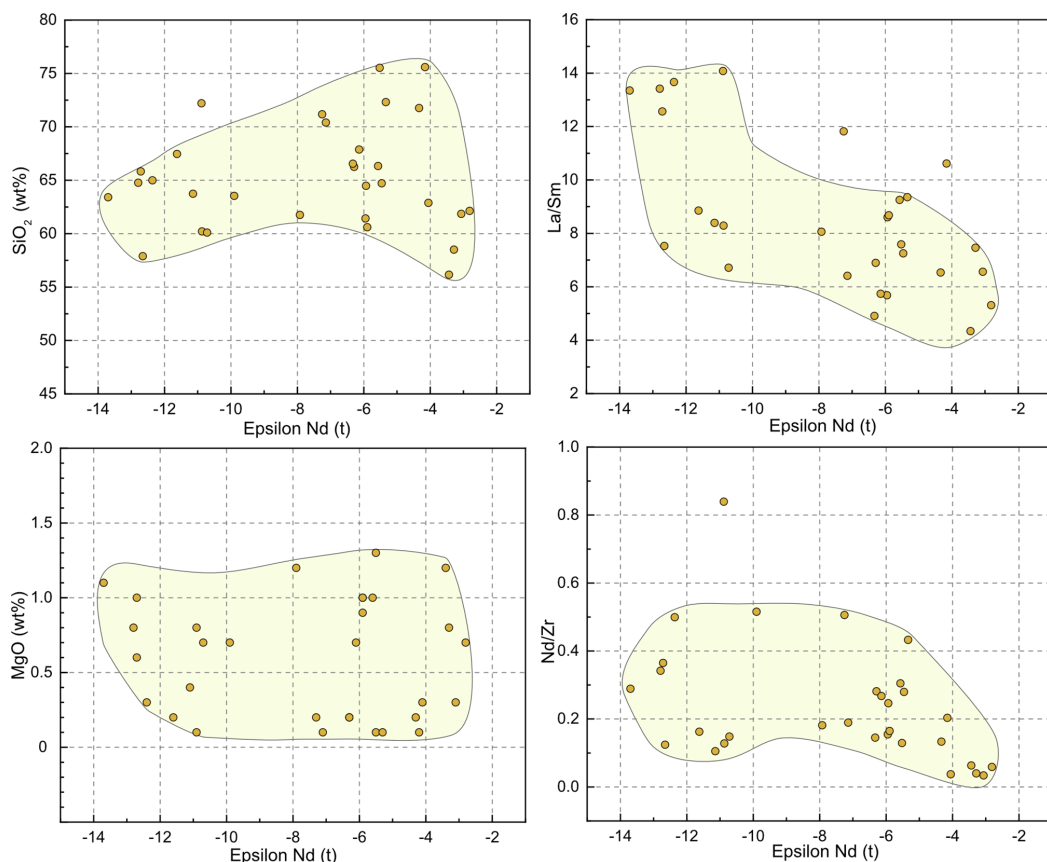 80
75
70
65
60
55
50
45
SiO₂ (wt%)
-14 -12 -10 -8 -6 -4 -2
Epsilon Nd (t)
16
14
12
10
8
6
4
2
La/Sm
-14 -12 -10 -8 -6 -4 -2
Epsilon Nd (t)
2.0
1.5
1.0
0.5
0
MgO (wt%)
-14 -12 -10 -8 -6 -4 -2
Epsilon Nd (t)
1.0
0.8
0.6
0.4
0.2
0.0
Nd/Zr
-14 -12 -10 -8 -6 -4 -2
Epsilon Nd (t)